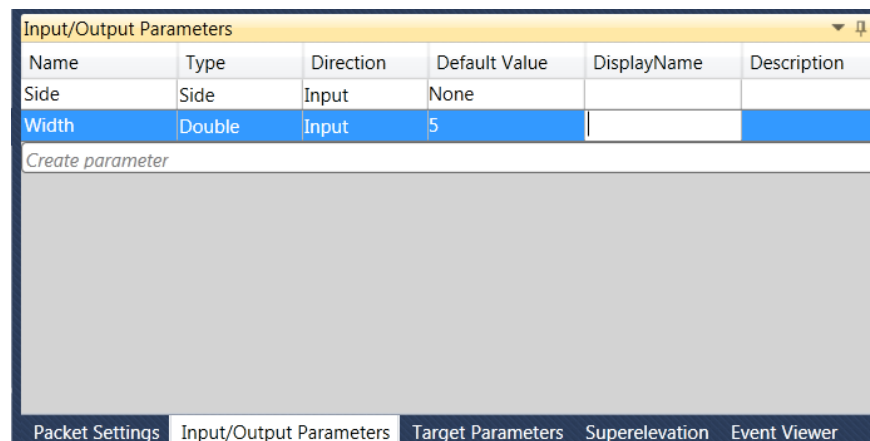 Input/Output Parameters
Name Type Direction Default Value DisplayName Description
Side Side Input None
Width Double Input 5
Create parameter
Packet Settings Input/Output Parameters Target Parameters Superelevation Event Viewer